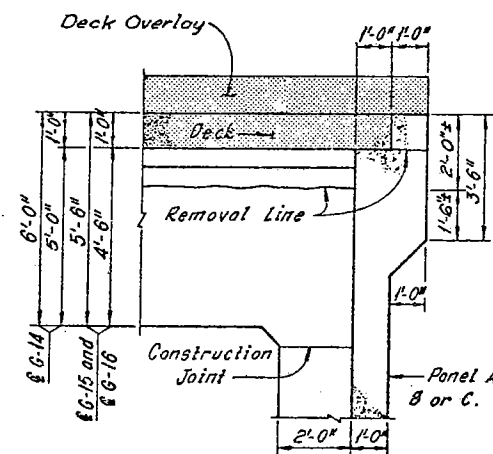 Deck Overlay
1'-0" 1'-0"
Deck
Removal Line
1'-0"
1'-0"
6'-0"
5'-0"
5'-6"
4'-6"
2'-0"±
1'-6"±
3'-6"
1'-0"
℄ G-14
℄ G-15 and
℄ G-16
Construction
Joint
Panel A
B or C.
2'-0" 1'-0"